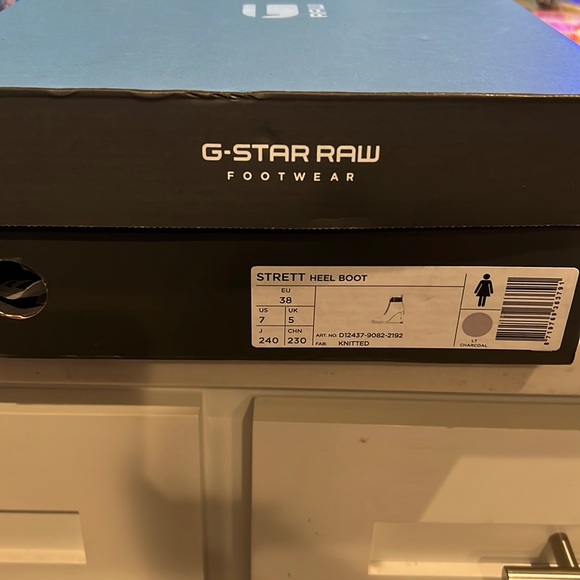 RAW
G-STAR RAW
FOOTWEAR
STRETT HEEL BOOT
EU
38
US UK
7 5
J CHN
240 230
ART. NO: D12437-9082-2192
FAB: KNITTED
LT
CHARCOAL